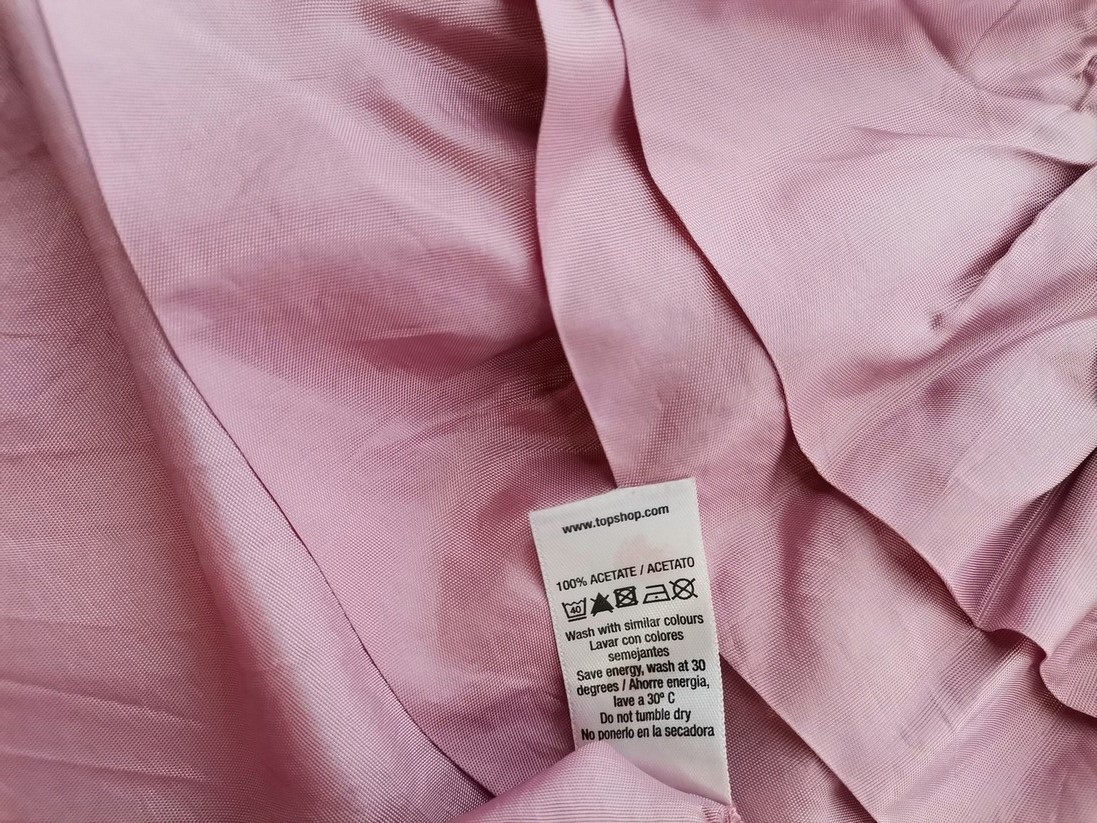 www.topshop.com
100% ACETATE / ACETATO
40
Wash with similar colours
Lavar con colores
semejantes
Save energy, wash at 30
degrees / Ahorre energia,
lave a 30º C
Do not tumble dry
No ponerlo en la secadora